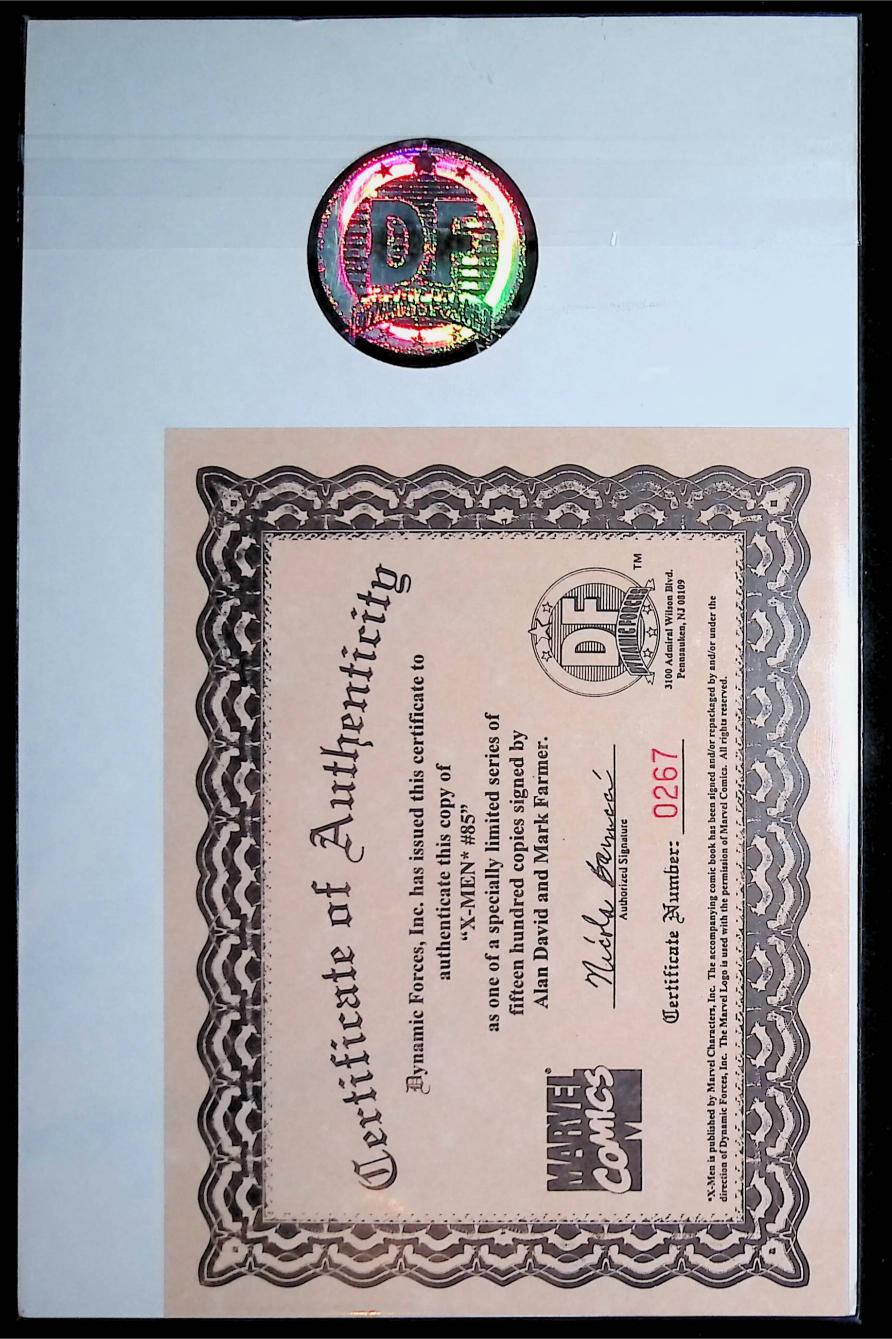 DF
DYNAMIC FORCES
Certificate of Authenticity
Dynamic Forces, Inc. has issued this certificate to
authenticate this copy of
“X-MEN* #85”
as one of a specially limited series of
fifteen hundred copies signed by
Alan David and Mark Farmer.
MARVEL®
COMICS
Authorized Signature
DF
DYNAMIC FORCES
TM
3100 Admiral Wilson Blvd.
Pennsauken, NJ 08109
Certificate Number: 0267
*X-Men is published by Marvel Characters, Inc. The accompanying comic book has been signed and/or repackaged by and/or under the
direction of Dynamic Forces, Inc. The Marvel Logo is used with the permission of Marvel Comics. All rights reserved.